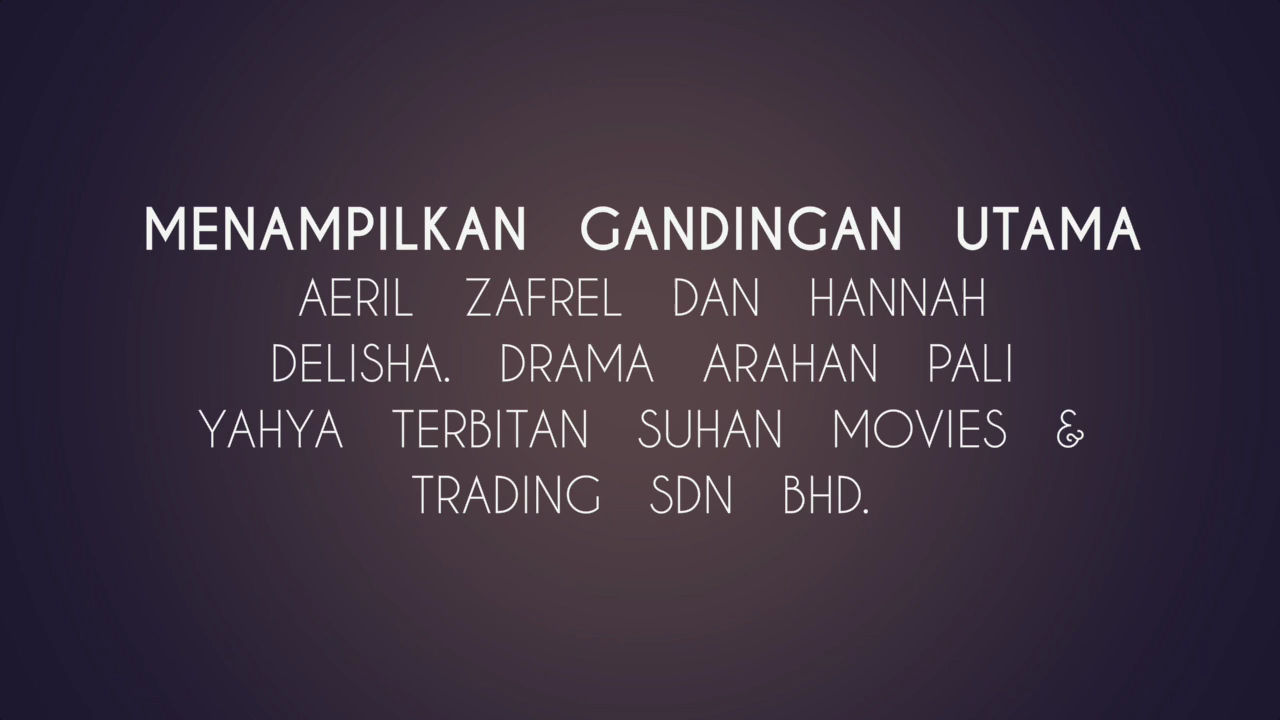 MENAMPILKAN GANDINGAN UTAMA
AERIL ZAFREL DAN HANNAH
DELISHA. DRAMA ARAHAN PALI
YAHYA TERBITAN SUHAN MOVIES &
TRADING SDN BHD.